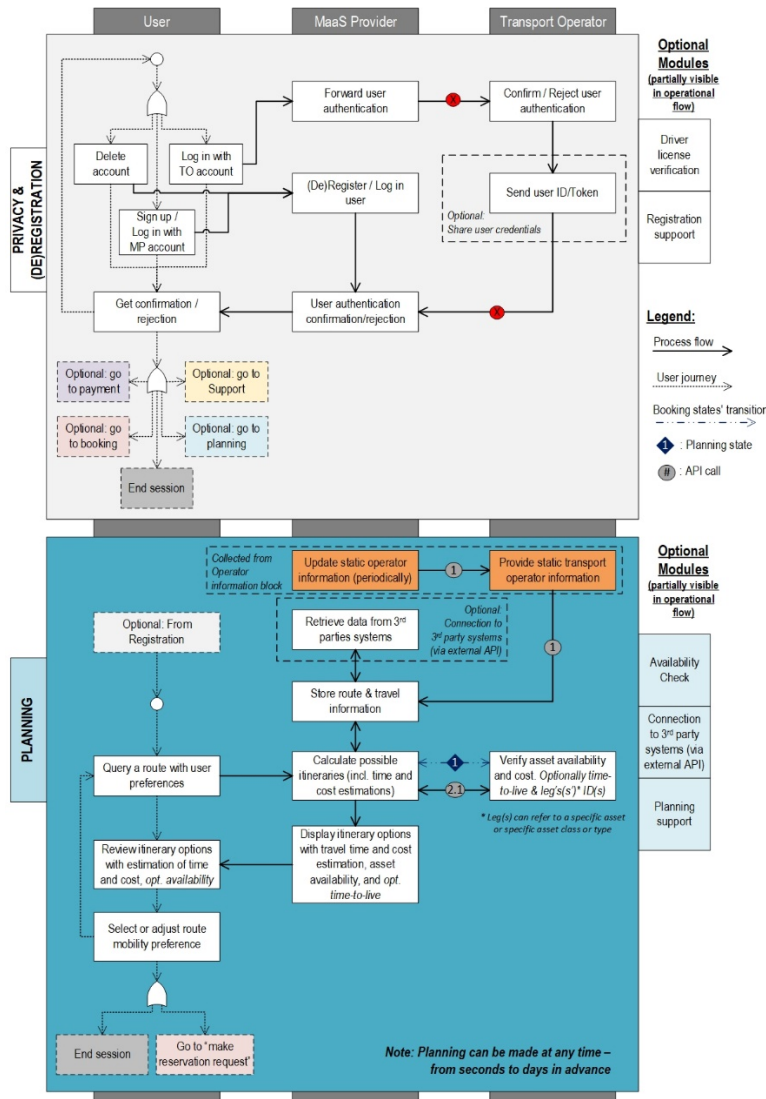 User
MaaS Provider
Transport Operator
Optional
Modules
(partially visible
in operational
flow)
Forward user
authentication
X
Confirm / Reject user
authentication
Delete
account
Log in with
TO account
Driver
license
verification
PRIVACY &
(DE)REGISTRATION
(De)Register / Log in
user
Send user ID/Token
Sign up /
Log in with
MP account
Optional:
Share user credentials
Registration
suppoort
Get confirmation /
rejection
User authentication
confirmation/rejection
X
Legend:
Process flow
User journey
Booking states' transition
1
: Planning state
#
: API call
Optional: go
to payment
Optional: go to
Support
Optional: go
to booking
Optional: go to
planning
End session
Collected from
Operator
information block
Update static operator
information (periodically)
1
Provide static transport
operator information
Optional
Modules
(partially visible
in operational
flow)
Optional: From
Registration
Retrieve data from 3rd
parties systems
Optional:
Connection to
3rd party systems
(via external API)
1
Availability
Check
PLANNING
Store route & travel
information
Connection
to 3rd party
systems (via
external API)
Query a route with user
preferences
Calculate possible
itineraries (incl. time and
cost estimations)
1
2.1
Verify asset availability
and cost. Optionally time-
to-live & leg's(s')* ID(s)
Planning
support
* Leg(s) can refer to a specific asset
or specific asset class or type
Review itinerary options
with estimation of time
and cost, opt. availability
Display itinerary options
with travel time and cost
estimation, asset
availability, and opt.
time-to-live
Select or adjust route
mobility preference
End session
Go to "make
reservation request"
Note: Planning can be made at any time –
from seconds to days in advance